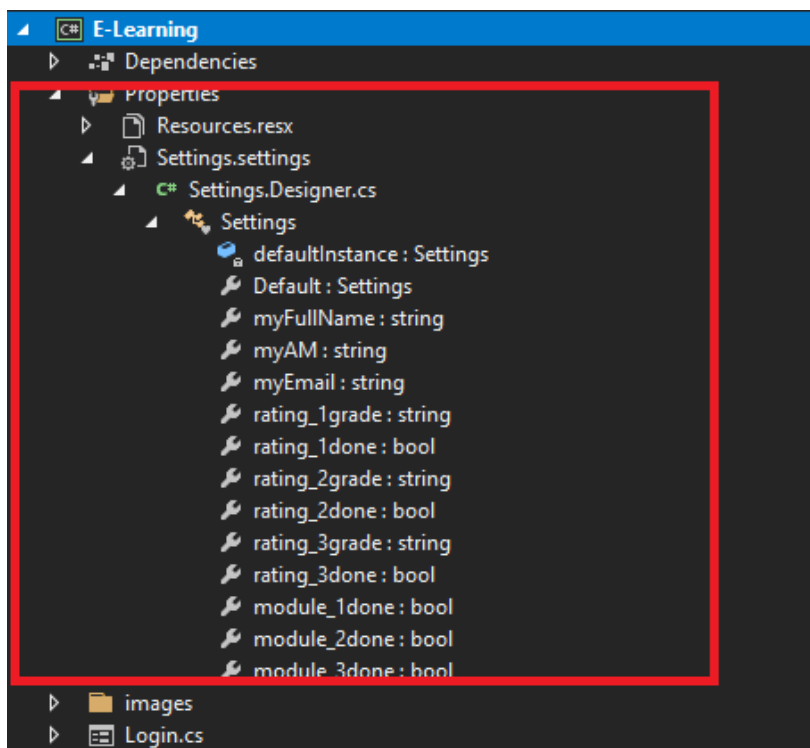 C# E-Learning
Dependencies
Properties
Resources.resx
Settings.settings
C# Settings.Designer.cs
Settings
defaultInstance : Settings
Default : Settings
myFullName : string
myAM : string
myEmail : string
rating_1grade : string
rating_1done : bool
rating_2grade : string
rating_2done : bool
rating_3grade : string
rating_3done : bool
module_1done : bool
module_2done : bool
module_3done : bool
images
Login.cs